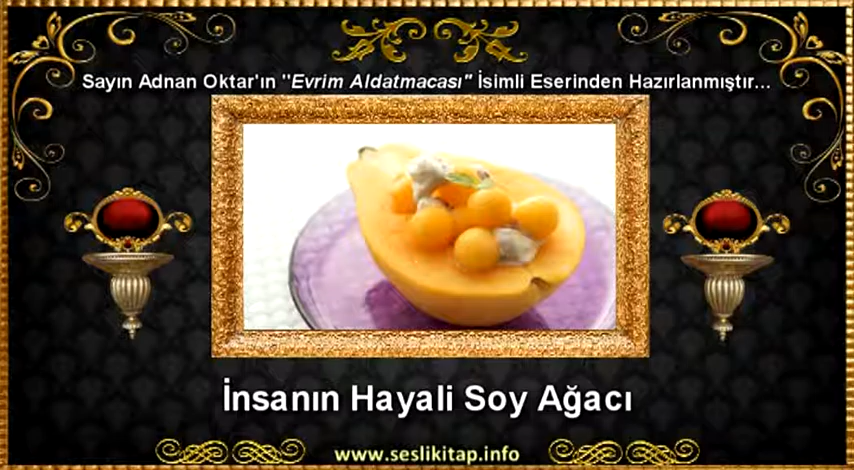 Sayın Adnan Oktar'ın "Evrim Aldatmacası" İsimli Eserinden Hazırlanmıştır...
İnsanın Hayali Soy Ağacı
www.seslikitap.info